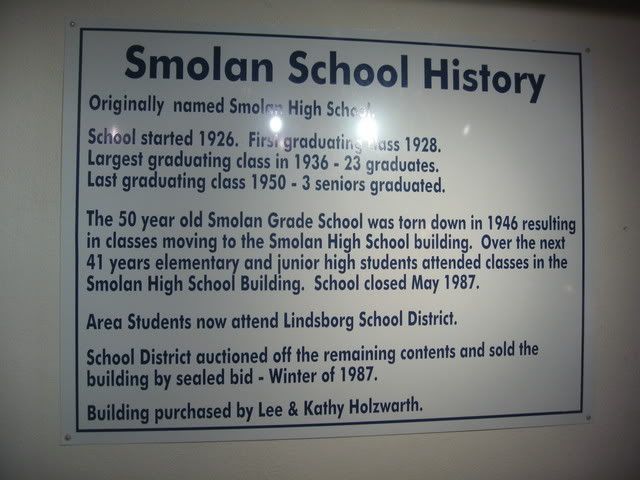 Smolan School History
Originally named Smolan High School.
School started 1926. First graduating class 1928.
Largest graduating class in 1936 - 23 graduates.
Last graduating class 1950 - 3 seniors graduated.
The 50 year old Smolan Grade School was torn down in 1946 resulting
in classes moving to the Smolan High School building. Over the next
41 years elementary and junior high students attended classes in the
Smolan High School Building. School closed May 1987.
Area Students now attend Lindsborg School District.
School District auctioned off the remaining contents and sold the
building by sealed bid - Winter of 1987.
Building purchased by Lee & Kathy Holzwarth.